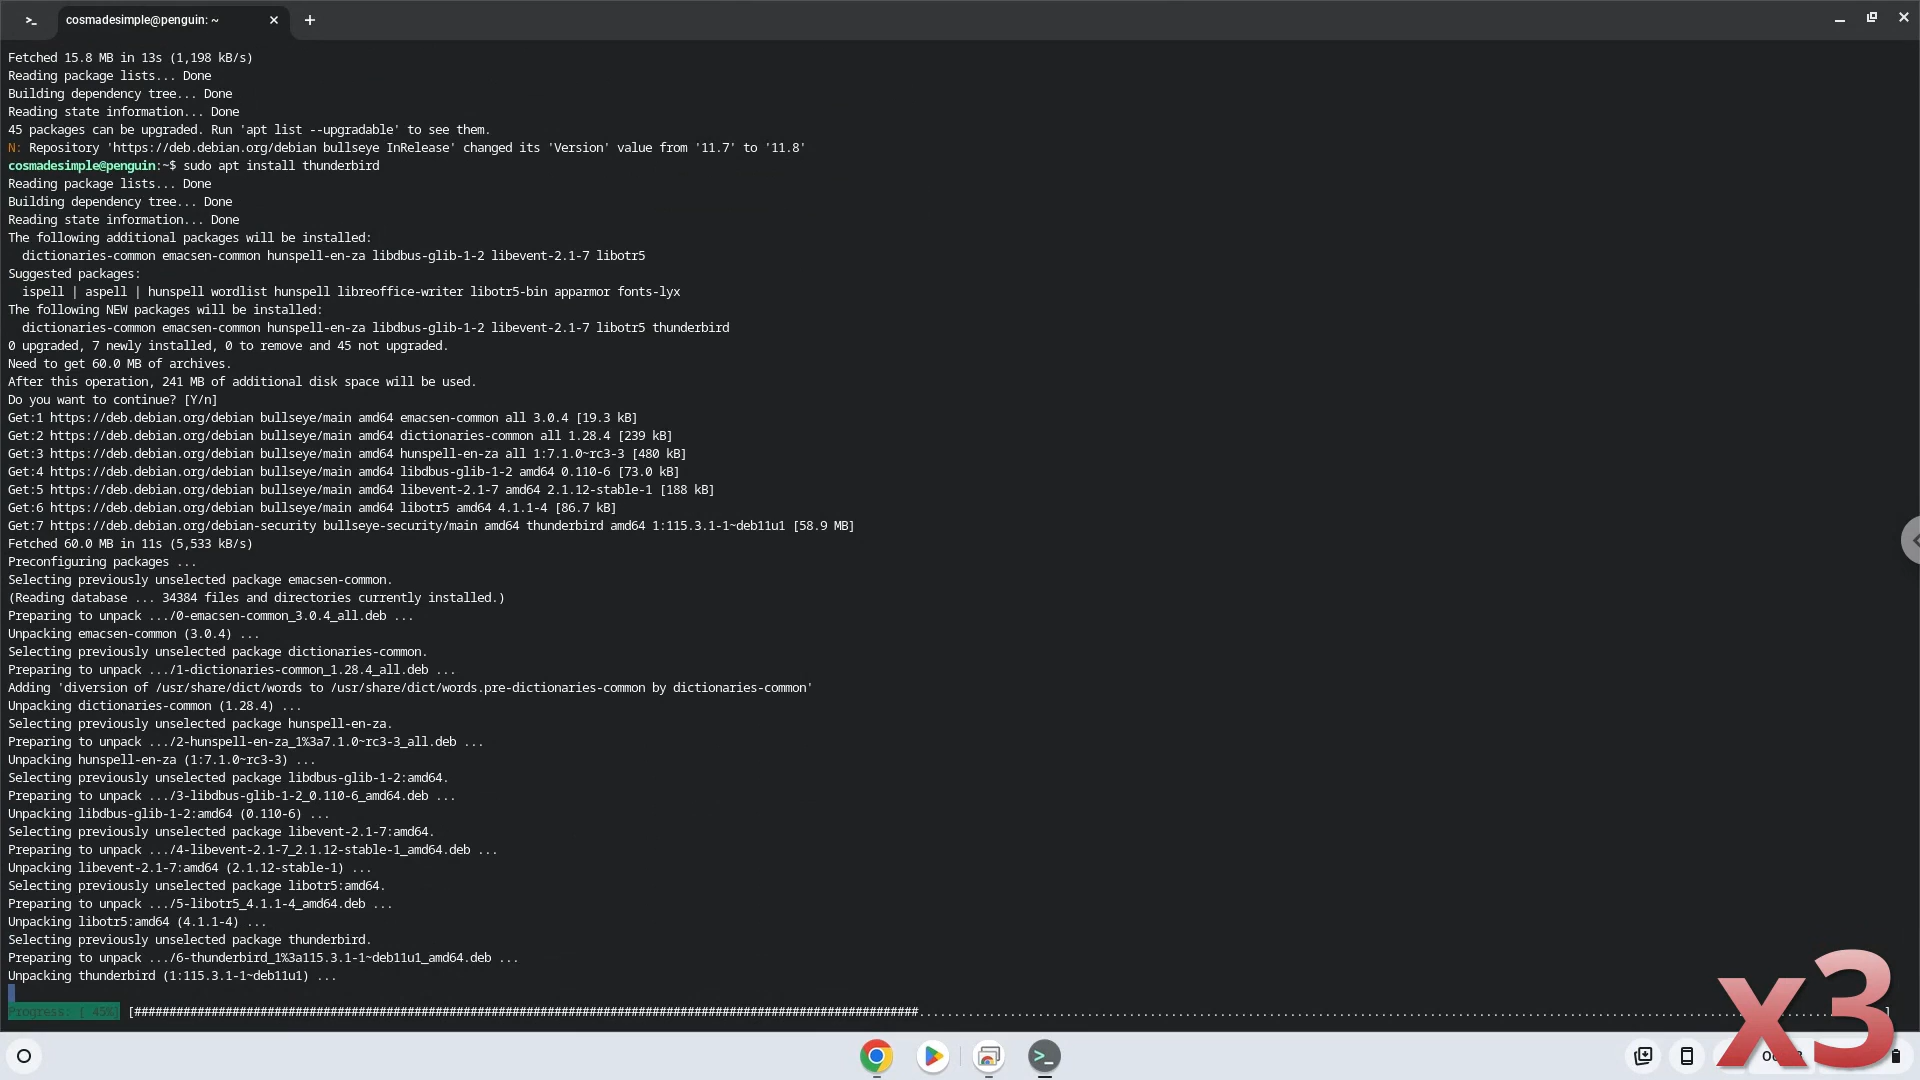 cosmadesimple@penguin: ~
Fetched 15.8 MB in 13s (1,198 kB/s)
Reading package lists... Done
Building dependency tree... Done
Reading state information... Done
45 packages can be upgraded. Run 'apt list --upgradable' to see them.
N: Repository 'https://deb.debian.org/debian bullseye InRelease' changed its 'Version' value from '11.7' to '11.8'
cosmadesimple@penguin:~$ sudo apt install thunderbird
Reading package lists... Done
Building dependency tree... Done
Reading state information... Done
The following additional packages will be installed:
dictionaries-common emacsen-common hunspell-en-za libdbus-glib-1-2 libevent-2.1-7 libotr5
Suggested packages:
ispell | aspell | hunspell wordlist hunspell libreoffice-writer libotr5-bin apparmor fonts-lyx
The following NEW packages will be installed:
dictionaries-common emacsen-common hunspell-en-za libdbus-glib-1-2 libevent-2.1-7 libotr5 thunderbird
0 upgraded, 7 newly installed, 0 to remove and 45 not upgraded.
Need to get 60.0 MB of archives.
After this operation, 241 MB of additional disk space will be used.
Do you want to continue? [Y/n]
Get:1 https://deb.debian.org/debian bullseye/main amd64 emacsen-common all 3.0.4 [19.3 kB]
Get:2 https://deb.debian.org/debian bullseye/main amd64 dictionaries-common all 1.28.4 [239 kB]
Get:3 https://deb.debian.org/debian bullseye/main amd64 hunspell-en-za all 1:7.1.0~rc3-3 [480 kB]
Get:4 https://deb.debian.org/debian bullseye/main amd64 libdbus-glib-1-2 amd64 0.110-6 [73.0 kB]
Get:5 https://deb.debian.org/debian bullseye/main amd64 libevent-2.1-7 amd64 2.1.12-stable-1 [188 kB]
Get:6 https://deb.debian.org/debian bullseye/main amd64 libotr5 amd64 4.1.1-4 [86.7 kB]
Get:7 https://deb.debian.org/debian-security bullseye-security/main amd64 thunderbird amd64 1:115.3.1-1~deb11u1 [58.9 MB]
Fetched 60.0 MB in 11s (5,533 kB/s)
Preconfiguring packages ...
Selecting previously unselected package emacsen-common.
(Reading database ... 34384 files and directories currently installed.)
Preparing to unpack .../0-emacsen-common_3.0.4_all.deb ...
Unpacking emacsen-common (3.0.4) ...
Selecting previously unselected package dictionaries-common.
Preparing to unpack .../1-dictionaries-common_1.28.4_all.deb ...
Adding 'diversion of /usr/share/dict/words to /usr/share/dict/words.pre-dictionaries-common by dictionaries-common'
Unpacking dictionaries-common (1.28.4) ...
Selecting previously unselected package hunspell-en-za.
Preparing to unpack .../2-hunspell-en-za_1%3a7.1.0~rc3-3_all.deb ...
Unpacking hunspell-en-za (1:7.1.0~rc3-3) ...
Selecting previously unselected package libdbus-glib-1-2:amd64.
Preparing to unpack .../3-libdbus-glib-1-2_0.110-6_amd64.deb ...
Unpacking libdbus-glib-1-2:amd64 (0.110-6) ...
Selecting previously unselected package libevent-2.1-7:amd64.
Preparing to unpack .../4-libevent-2.1-7_2.1.12-stable-1_amd64.deb ...
Unpacking libevent-2.1-7:amd64 (2.1.12-stable-1) ...
Selecting previously unselected package libotr5:amd64.
Preparing to unpack .../5-libotr5_4.1.1-4_amd64.deb ...
Unpacking libotr5:amd64 (4.1.1-4) ...
Selecting previously unselected package thunderbird.
Preparing to unpack .../6-thunderbird_1%3a115.3.1-1~deb11u1_amd64.deb ...
Unpacking thunderbird (1:115.3.1-1~deb11u1) ...
Progress: [ 45%]
x3